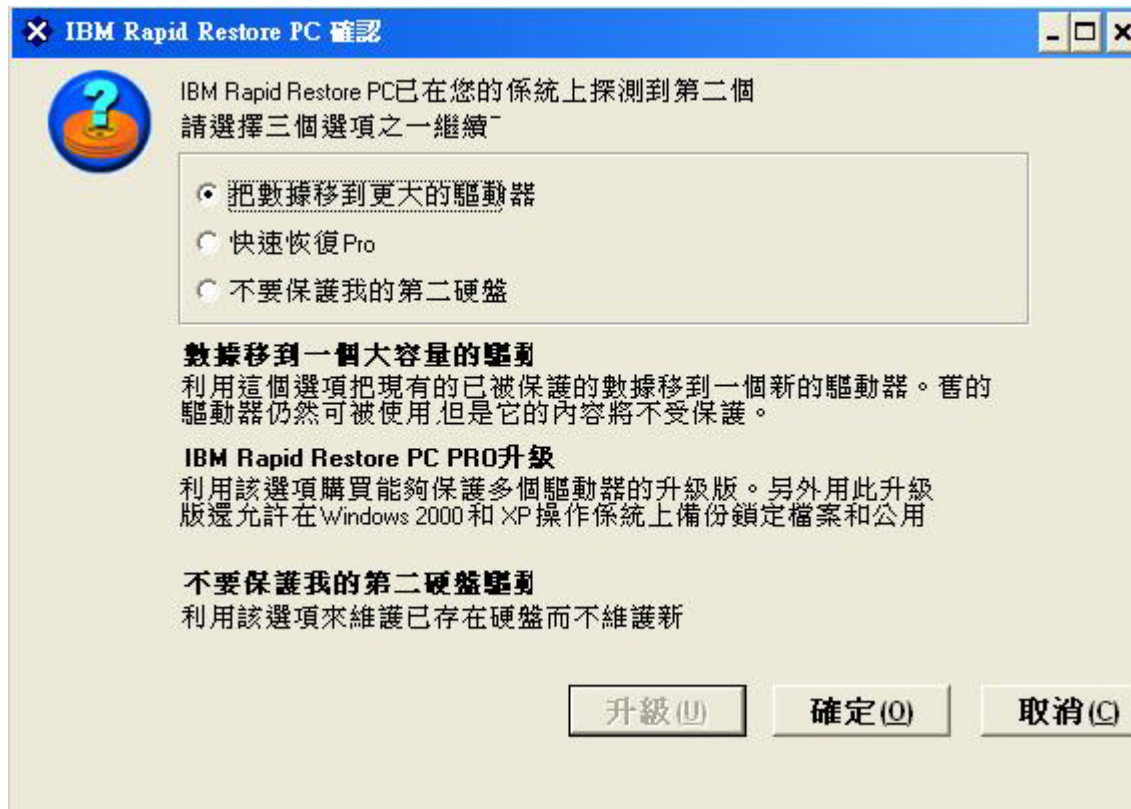 IBM Rapid Restore PC 確認
IBM Rapid Restore PC已在您的係統上探測到第二個
請選擇三個選項之一繼續
把數據移到更大的驅動器
快速恢復Pro
不要保護我的第二硬盤
數據移到一個大容量的驅動
利用這個選項把現有的已被保護的數據移到一個新的驅動器。舊的
驅動器仍然可被使用,但是它的內容將不受保護。
IBM Rapid Restore PC PRO升級
利用該選項購買能夠保護多個驅動器的升級版。另外用此升級
版還允許在Windows 2000和 XP操作係統上備份鎖定檔案和公用
不要保護我的第二硬盤驅動
利用該選項來維護已存在硬盤而不維護新
升級(U)
確定(O)
取消(C)